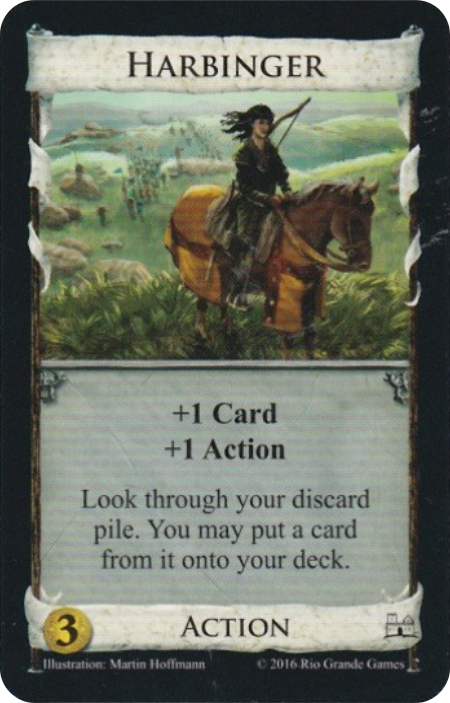 HARBINGER
+1 Card
+1 Action
Look through your discard
pile. You may put a card
from it onto your deck.
3
ACTION
Illustration: Martin Hoffmann
© 2016 Rio Grande Games